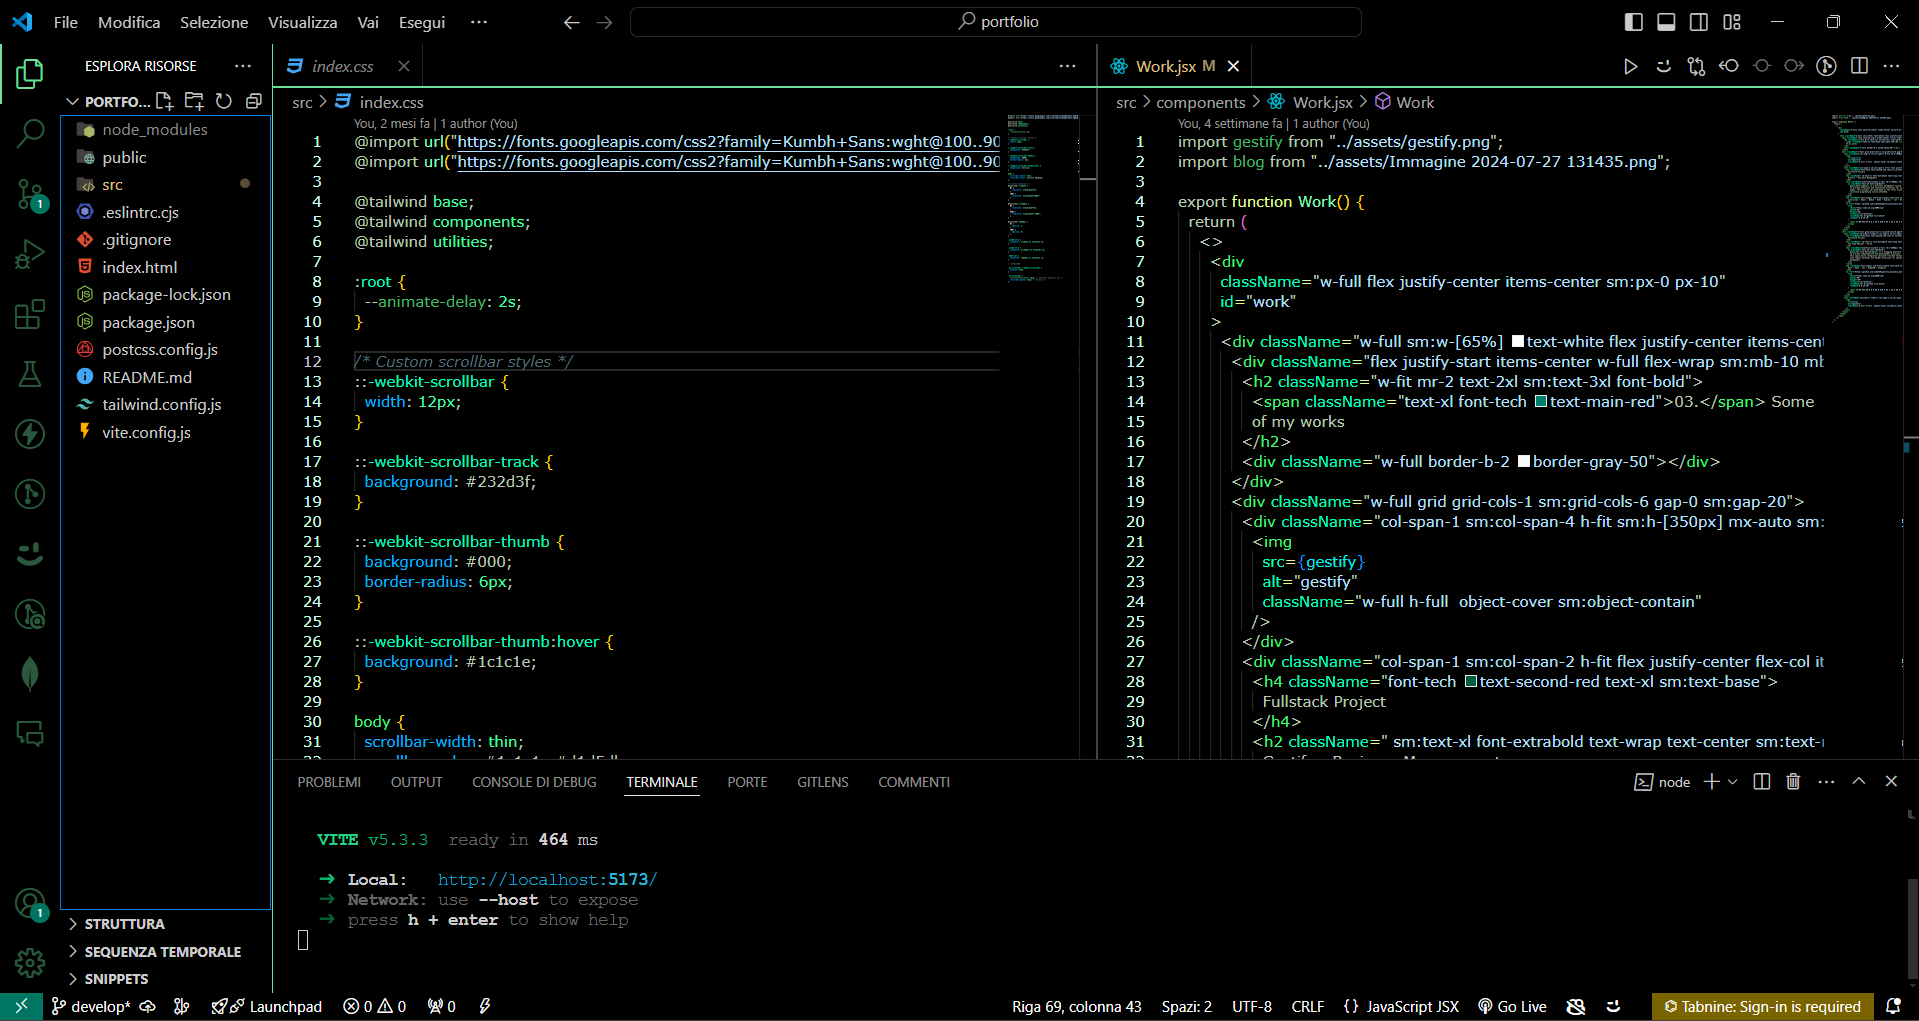 File Modifica Selezione Visualizza Vai Esegui ··· portfolio
ESPLORA RISORSE ···
PORTFO...
node_modules
public
src
.eslintrc.cjs
.gitignore
index.html
package-lock.json
package.json
postcss.config.js
README.md
tailwind.config.js
vite.config.js
STRUTTURA
SEQUENZA TEMPORALE
SNIPPETS
1
1
index.css
src > index.css
You, 2 mesi fa | 1 author (You)
1 @import url("https://fonts.googleapis.com/css2?family=Kumbh+Sans:wght@100..90
2 @import url("https://fonts.googleapis.com/css2?family=Kumbh+Sans:wght@100..90
3
4 @tailwind base;
5 @tailwind components;
6 @tailwind utilities;
7
8 :root {
9 --animate-delay: 2s;
10 }
11
12 /* Custom scrollbar styles */
13 ::-webkit-scrollbar {
14 width: 12px;
15 }
16
17 ::-webkit-scrollbar-track {
18 background: #232d3f;
19 }
20
21 ::-webkit-scrollbar-thumb {
22 background: #000;
23 border-radius: 6px;
24 }
25
26 ::-webkit-scrollbar-thumb:hover {
27 background: #1c1c1e;
28 }
29
30 body {
31 scrollbar-width: thin;
Work.jsx M
src > components > Work.jsx > Work
You, 4 settimane fa | 1 author (You)
1 import gestify from "../assets/gestify.png";
2 import blog from "../assets/Immagine 2024-07-27 131435.png";
3
4 export function Work() {
5 return (
6 <>
7 <div
8 className="w-full flex justify-center items-center sm:px-0 px-10"
9 id="work"
10 >
11 <div className="w-full sm:w-[65%] text-white flex justify-center items-cent
12 <div className="flex justify-start items-center w-full flex-wrap sm:mb-10 mb
13 <h2 className="w-fit mr-2 text-2xl sm:text-3xl font-bold">
14 <span className="text-xl font-tech text-main-red">03.</span> Some
15 of my works
16 </h2>
17 <div className="w-full border-b-2 border-gray-50"></div>
18 </div>
19 <div className="w-full grid grid-cols-1 sm:grid-cols-6 gap-0 sm:gap-20">
20 <div className="col-span-1 sm:col-span-4 h-fit sm:h-[350px] mx-auto sm:
21 <img
22 src={gestify}
23 alt="gestify"
24 className="w-full h-full  object-cover sm:object-contain"
25 />
26 </div>
27 <div className="col-span-1 sm:col-span-2 h-fit flex justify-center flex-col it
28 <h4 className="font-tech text-second-red text-xl sm:text-base">
29 Fullstack Project
30 </h4>
31 <h2 className=" sm:text-xl font-extrabold text-wrap text-center sm:text-
PROBLEMI OUTPUT CONSOLE DI DEBUG TERMINALE PORTE GITLENS COMMENTI node
VITE v5.3.3 ready in 464 ms
➜ Local: http://localhost:5173/
➜ Network: use --host to expose
➜ press h + enter to show help
develop* Launchpad 0 0 0 Riga 69, colonna 43 Spazi: 2 UTF-8 CRLF {} JavaScript JSX Go Live Tabnine: Sign-in is required